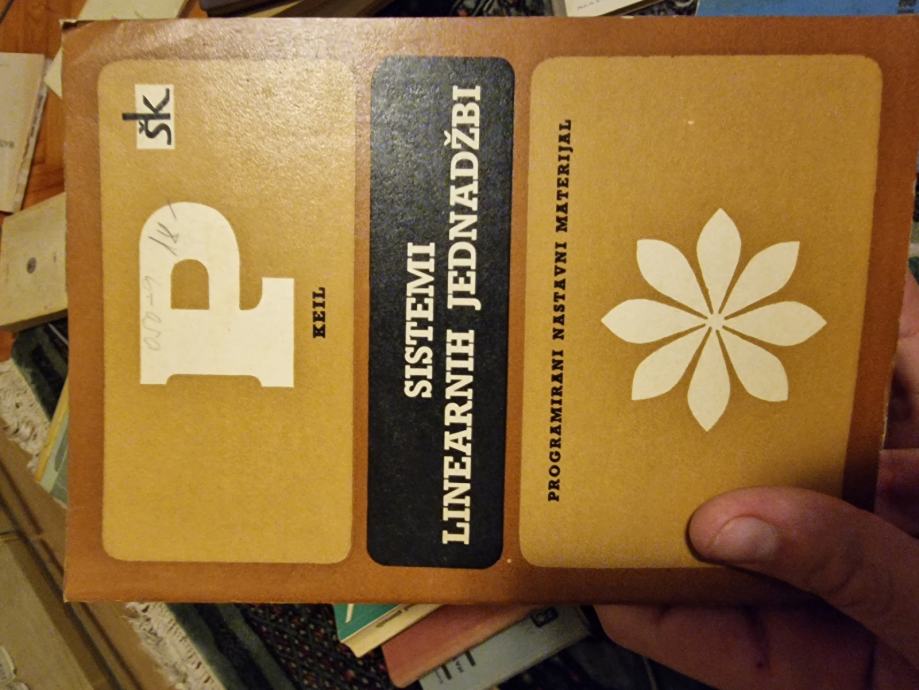 šk
P
KEIL
SISTEMI
LINEARNIH JEDNADŽBI
PROGRAMIRANI NASTAVNI MATERIJAL